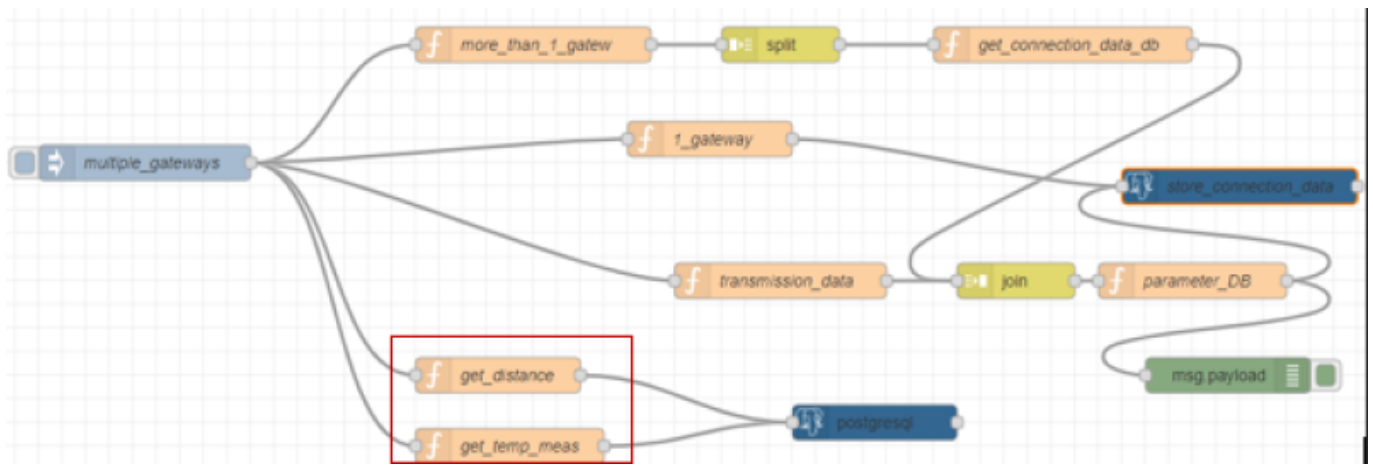 more_than_1_gatew
split
get_connection_data_db
1_gateway
multiple_gateways
store_connection_data
transmission_data
join
parameter_DB
get_distance
msg.payload
postgresql
get_temp_meas